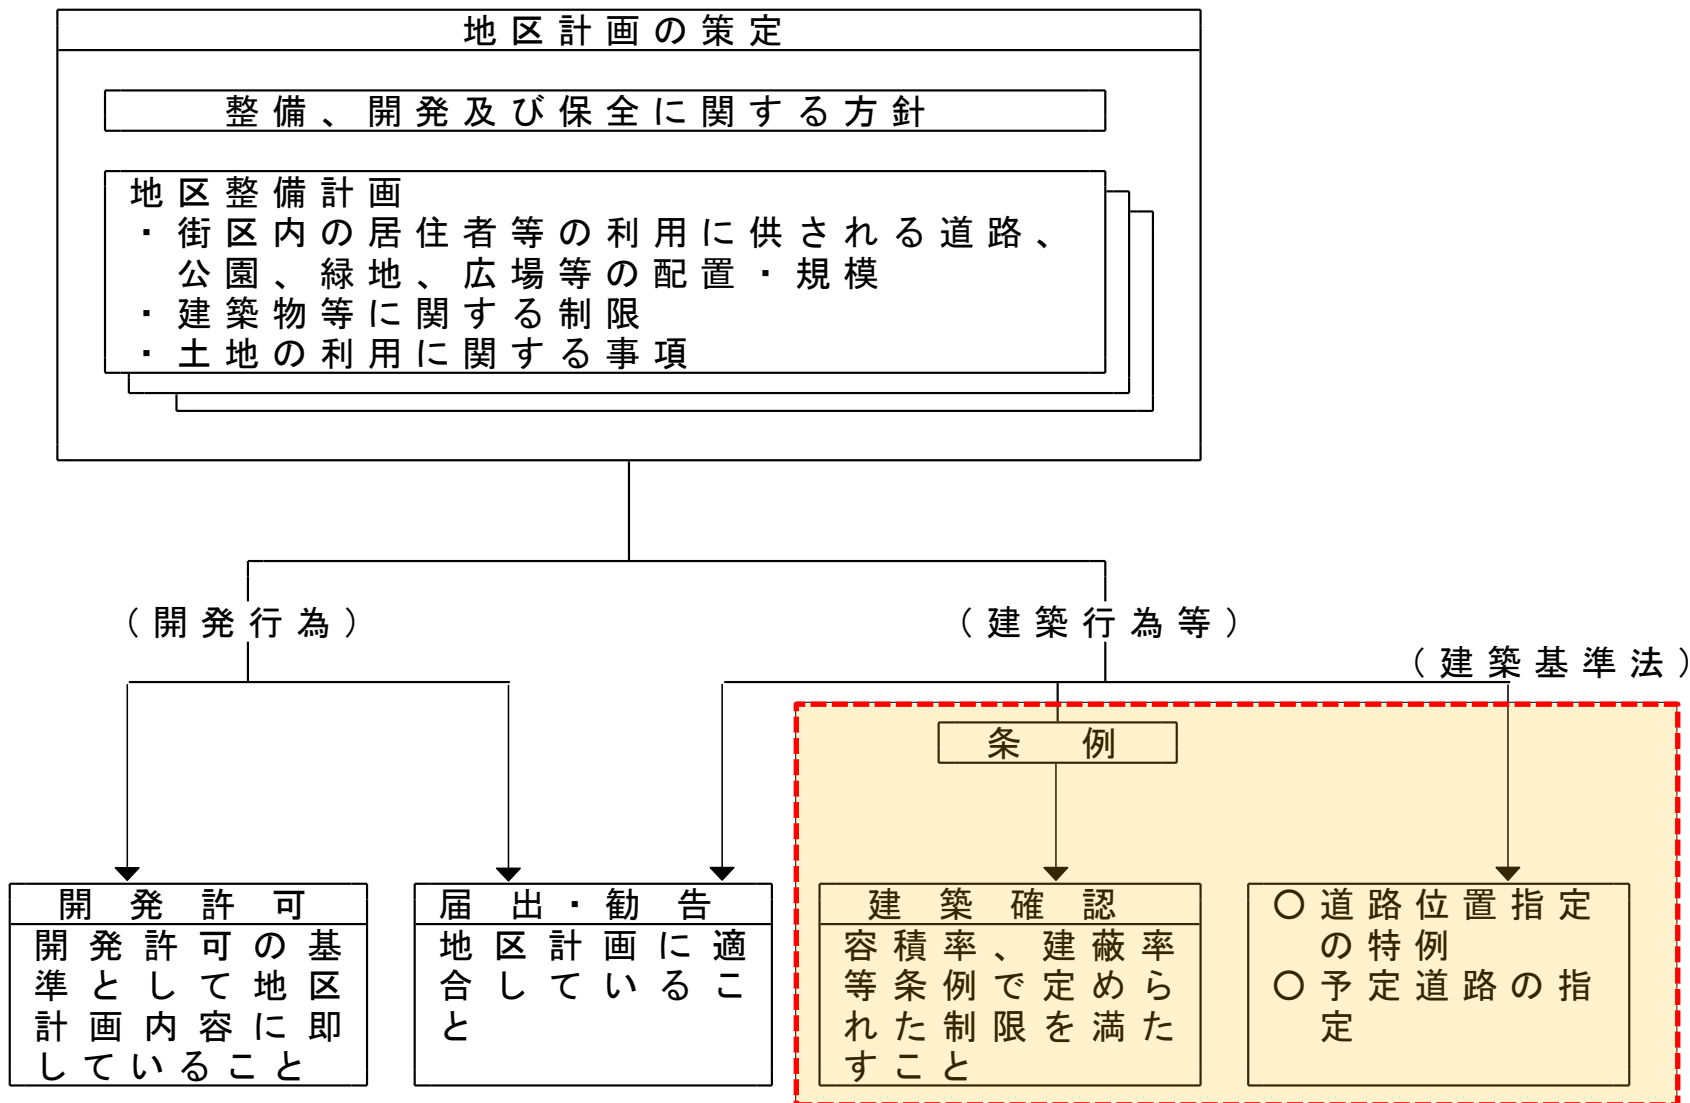 地区計画の策定
整備、開発及び保全に関する方針
地区整備計画
・街区内の居住者等の利用に供される道路、
公園、緑地、広場等の配置・規模
・建築物等に関する制限
・土地の利用に関する事項
（開発行為）
（建築行為等）
（建築基準法）
条例
開発許可
開発許可の基
準として地区
計画内容に即
していること
届出・勧告
地区計画に適
合しているこ
と
建築確認
容積率、建蔽率
等条例で定めら
れた制限を満た
すこと
〇道路位置指定
の特例
〇予定道路の指
定